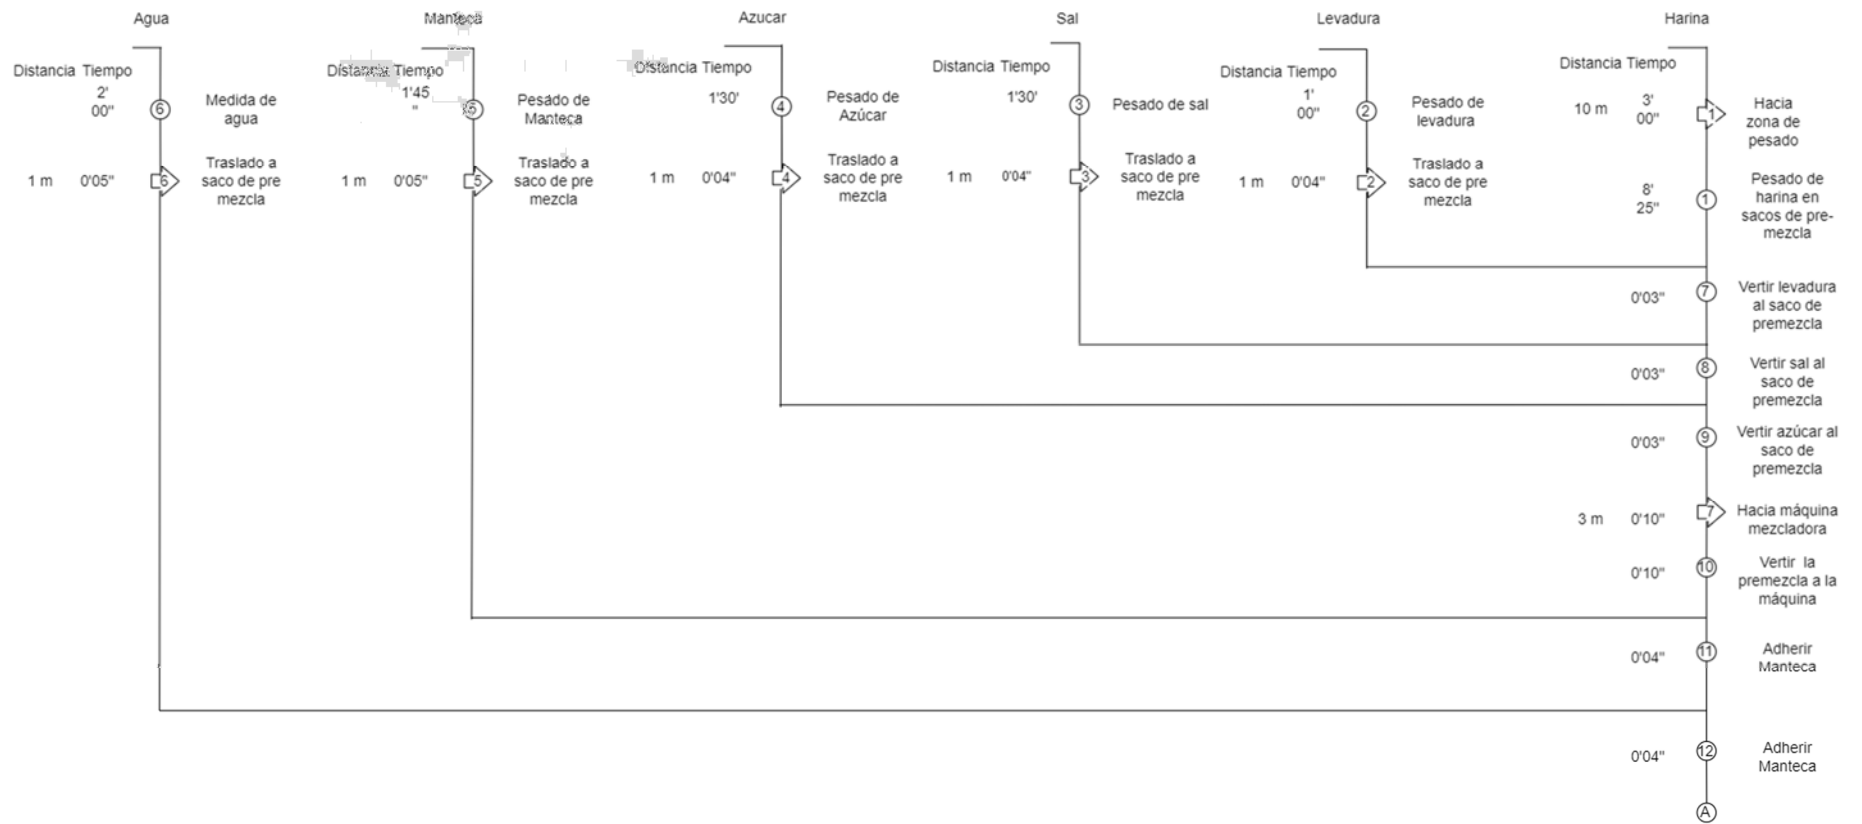 Agua
Manteca
Azucar
Sal
Levadura
Harina
Distancia Tiempo
2'
00"
6
Medida de
agua
1 m
0'05"
6
Traslado a
saco de pre
mezcla
Distancia Tiempo
1'45
"
5
Pesado de
Manteca
1 m
0'05"
5
Traslado a
saco de pre
mezcla
Distancia Tiempo
1'30'
4
Pesado de
Azúcar
1 m
0'04"
4
Traslado a
saco de pre
mezcla
Distancia Tiempo
1'30'
3
Pesado de sal
1 m
0'04"
3
Traslado a
saco de pre
mezcla
Distancia Tiempo
1'
00"
2
Pesado de
levadura
1 m
0'04"
2
Traslado a
saco de pre
mezcla
Distancia Tiempo
10 m
3'
00"
1
Hacia
zona de
pesado
8'
25"
1
Pesado de
harina en
sacos de pre-
mezcla
0'03"
7
Vertir levadura
al saco de
premezcla
0'03"
8
Vertir sal al
saco de
premezcla
0'03"
9
Vertir azúcar al
saco de
premezcla
3 m
0'10"
7
Hacia máquina
mezcladora
0'10"
10
Vertir la
premezcla a la
máquina
0'04"
11
Adherir
Manteca
0'04"
12
Adherir
Manteca
A